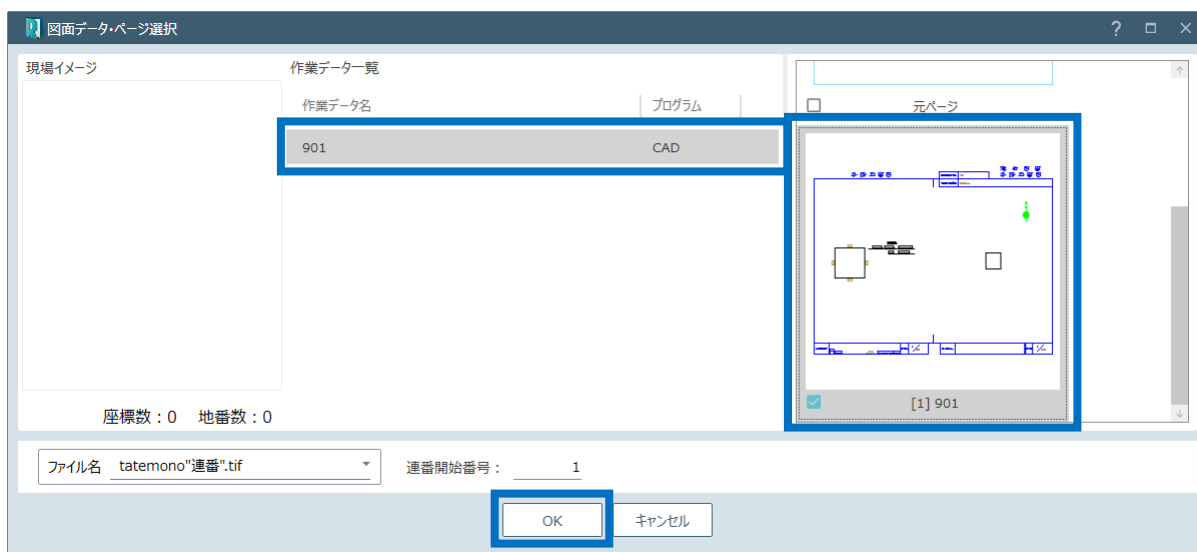 図面データ・ページ選択
現場イメージ
作業データ一覧
作業データ名 プログラム
901 CAD
元ページ
[1] 901
座標数：0 地番数：0
ファイル名 tatemono"連番".tif
連番開始番号： 1
OK キャンセル